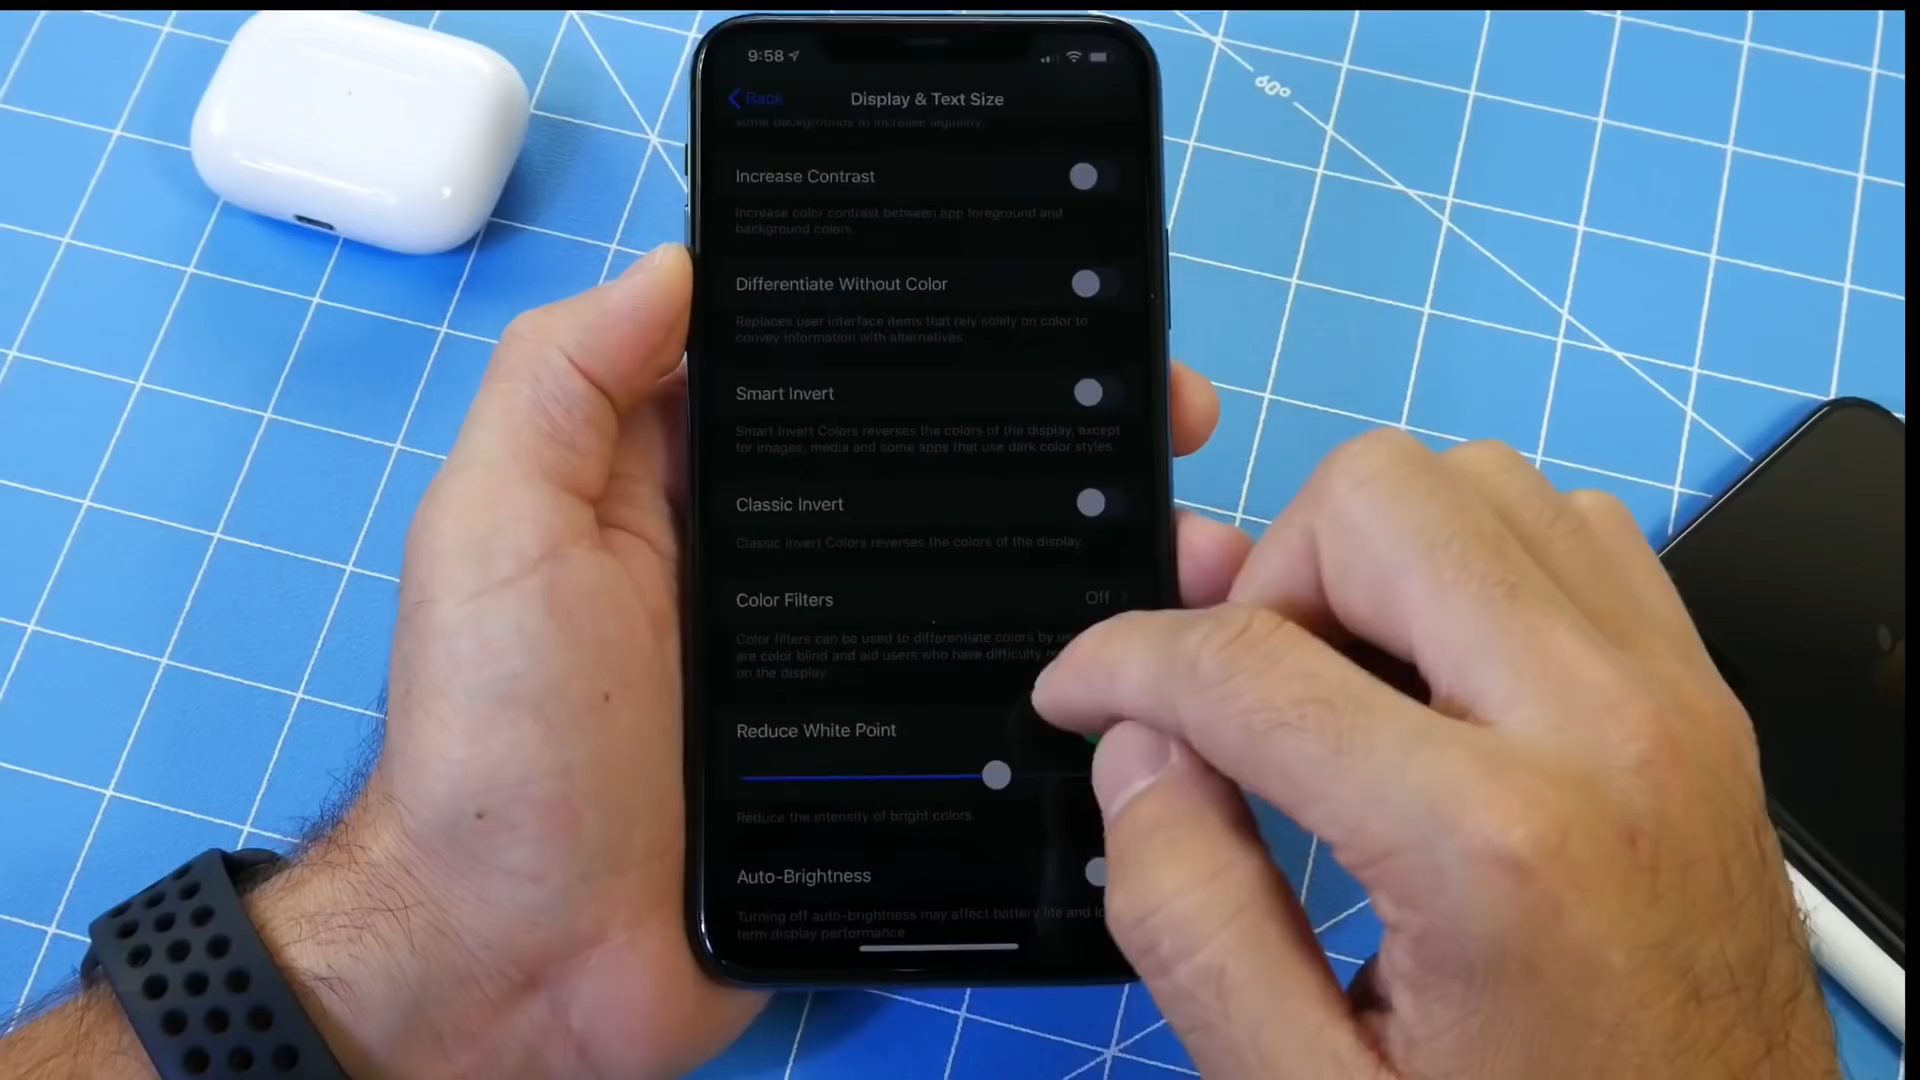 9:58
Back
Display & Text Size
some backgrounds to increase legibility.
Increase Contrast
Increase color contrast between app foreground and
background colors.
Differentiate Without Color
Replaces user interface items that rely solely on color to
convey information with alternatives.
Smart Invert
Smart Invert Colors reverses the colors of the display, except
for images, media and some apps that use dark color styles.
Classic Invert
Classic Invert Colors reverses the colors of the display.
Color Filters
Off
Color filters can be used to differentiate colors by
are color blind and aid users who have difficulty
on the display.
Reduce White Point
Reduce the intensity of bright colors.
Auto-Brightness
Turning off auto-brightness may affect battery life and
term display performance.
60°